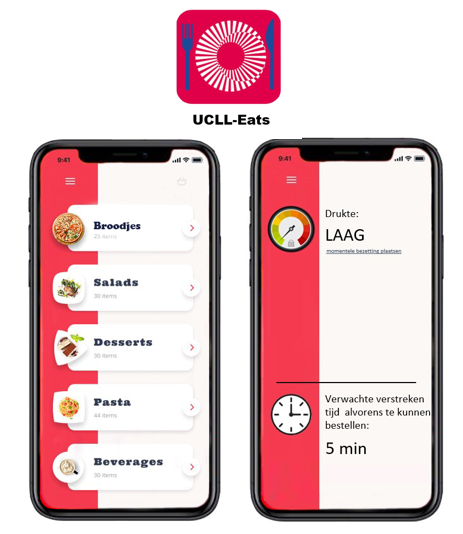 UCLL-Eats
9:41
Broodjes
25 items
Salads
38 items
Desserts
30 items
Pasta
44 items
Beverages
30 items
9:41
Drukte:
LAAG
momentele bezetting plaatsen
Verwachte verstreken
tijd alvorens te kunnen
bestellen:
5 min